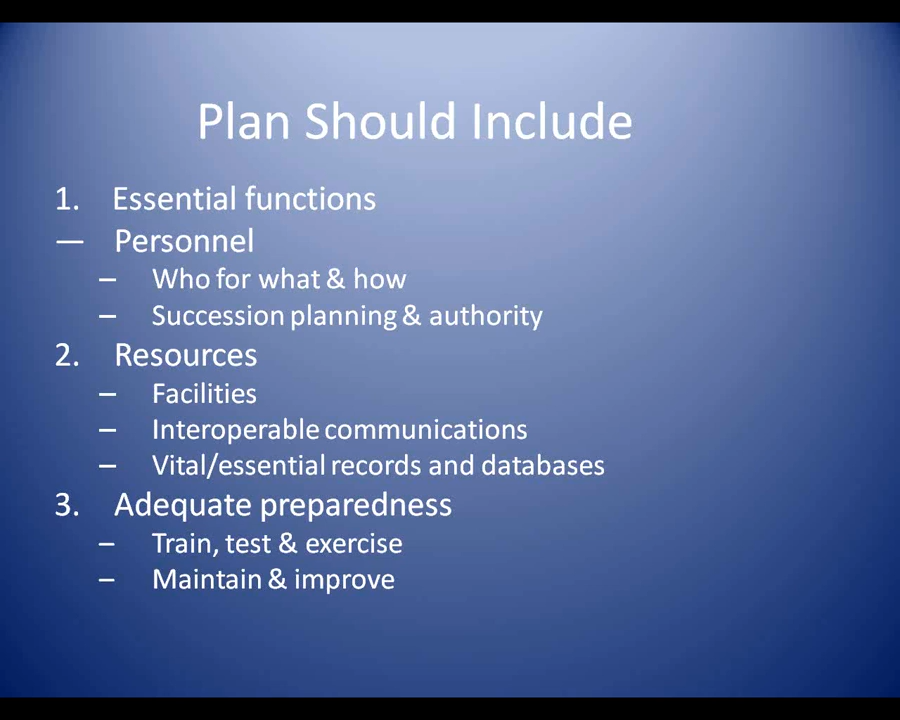 Plan Should Include
1. Essential functions
— Personnel
– Who for what & how
– Succession planning & authority
2. Resources
– Facilities
– Interoperable communications
– Vital/essential records and databases
3. Adequate preparedness
– Train, test & exercise
– Maintain & improve